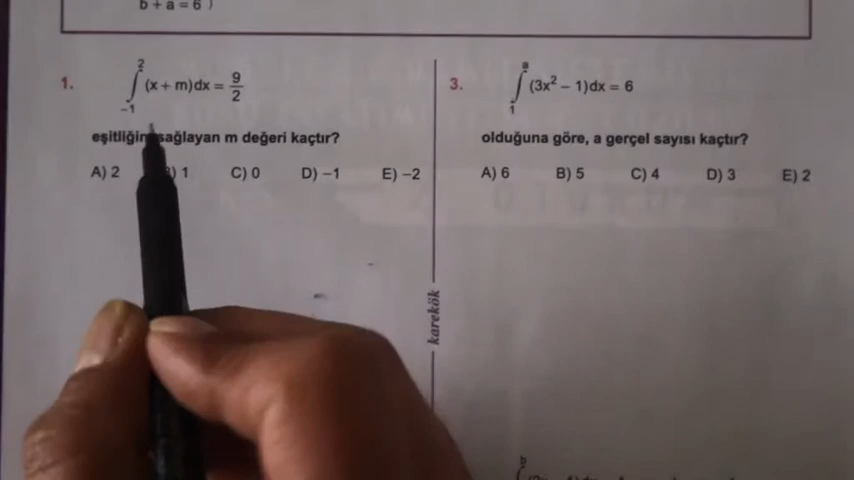 b + a = 6
1.
2
∫ (x + m)dx = 9/2
–1
sağlayan m değeri kaçtır?
A) 2 B) 1 C) 0 D) –1 E) –2
3.
a
∫ (3x² – 1)dx = 6
1
olduğuna göre, a gerçel sayısı kaçtır?
A) 6 B) 5 C) 4 D) 3 E) 2
karekök
b